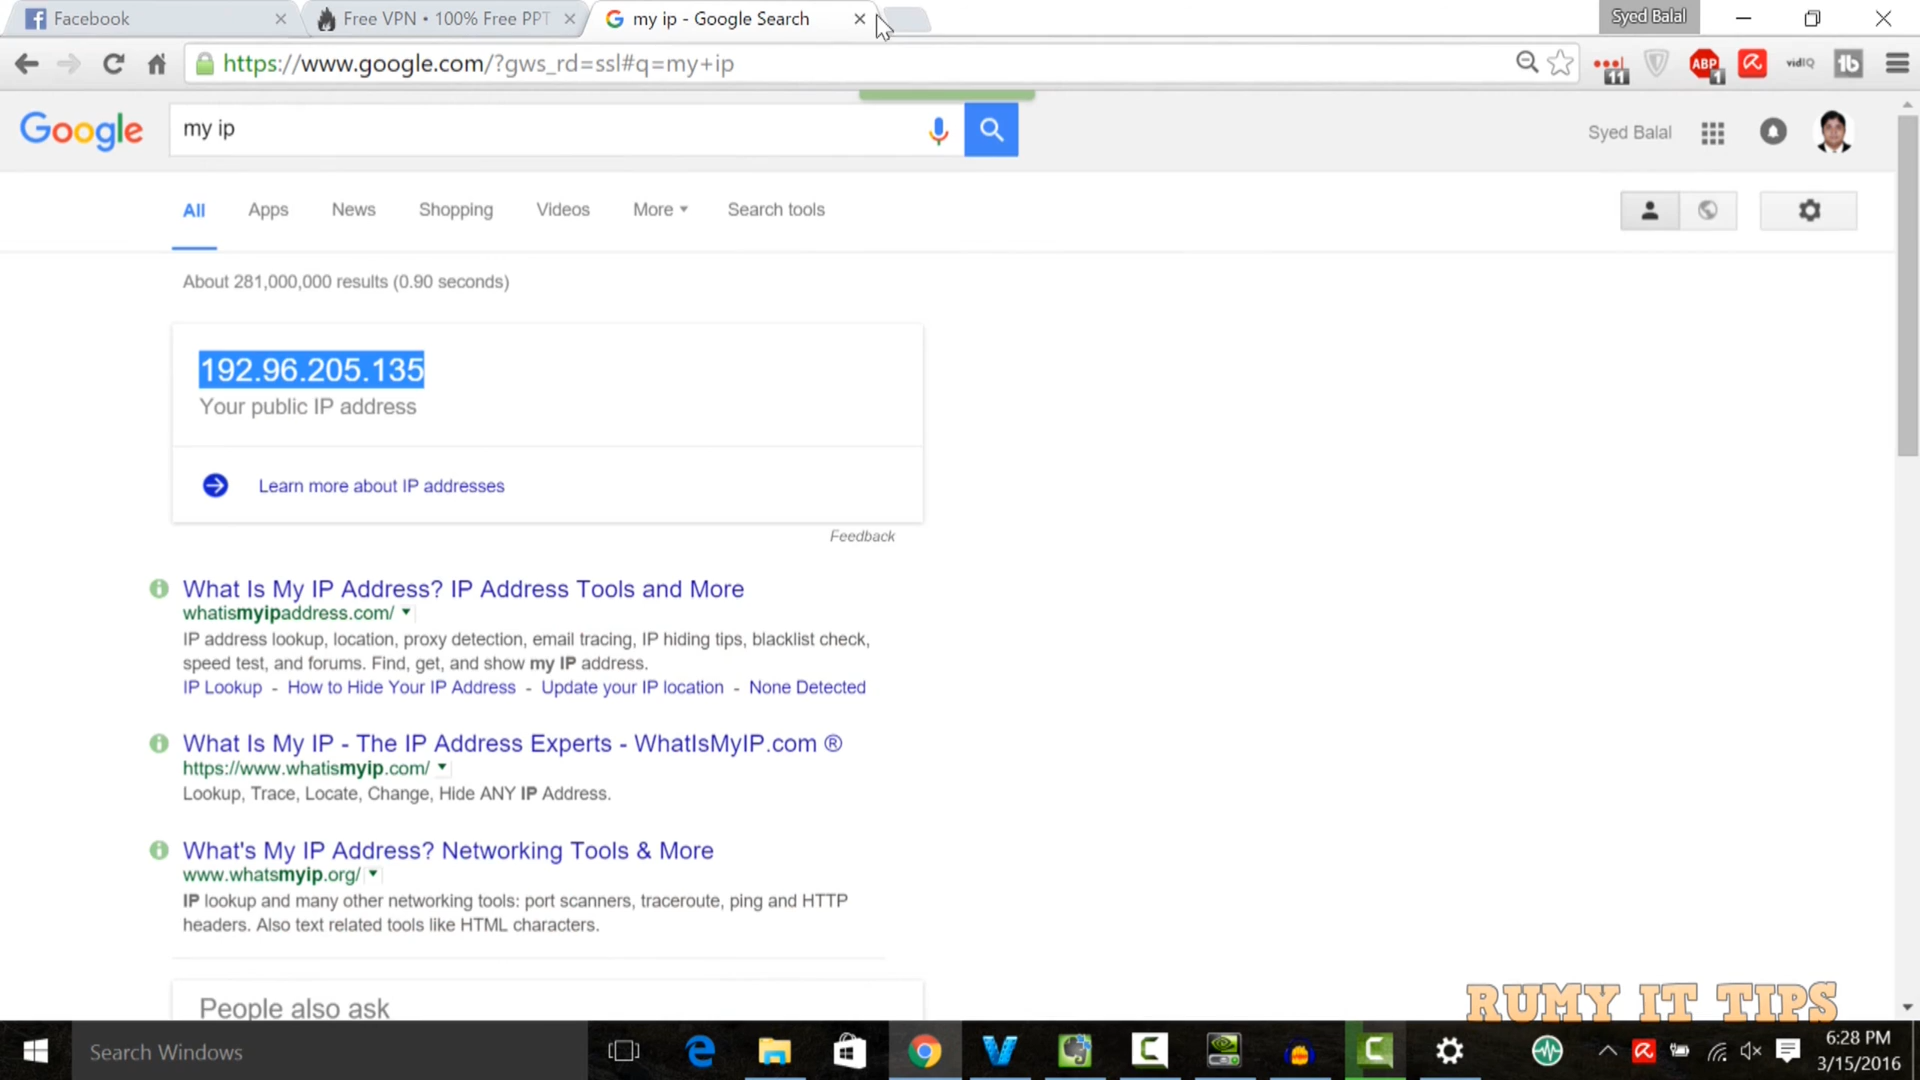 Facebook
Free VPN • 100% Free PPT
my ip - Google Search
Syed Balal
https://www.google.com/?gws_rd=ssl#q=my+ip
11
ABP
1
vidIQ
tb
Google
my ip
Syed Balal
All
Apps
News
Shopping
Videos
More
Search tools
About 281,000,000 results (0.90 seconds)
192.96.205.135
Your public IP address
Learn more about IP addresses
Feedback
What Is My IP Address? IP Address Tools and More
whatismyipaddress.com/
IP address lookup, location, proxy detection, email tracing, IP hiding tips, blacklist check,
speed test, and forums. Find, get, and show my IP address.
IP Lookup - How to Hide Your IP Address - Update your IP location - None Detected
What Is My IP - The IP Address Experts - WhatIsMyIP.com ®
https://www.whatismyip.com/
Lookup, Trace, Locate, Change, Hide ANY IP Address.
What's My IP Address? Networking Tools & More
www.whatsmyip.org/
IP lookup and many other networking tools: port scanners, traceroute, ping and HTTP
headers. Also text related tools like HTML characters.
People also ask
RUMY IT TIPS
Search Windows
6:28 PM
3/15/2016